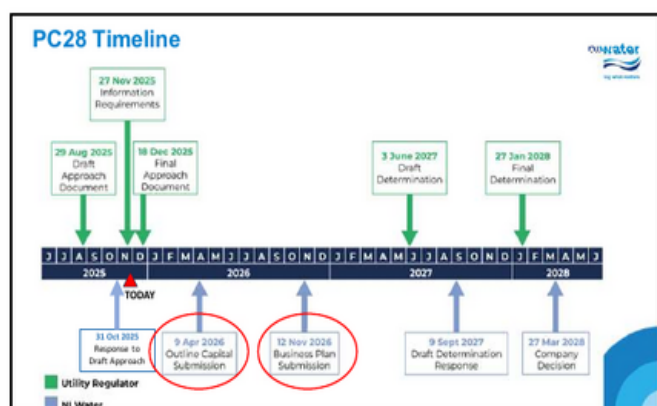 PC28 Timeline
water
27 Nov 2025
Information
Requirements
29 Aug 2025
Draft
Approach
Document
18 Dec 2025
Final
Approach
Document
3 June 2027
Draft
Determination
27 Jan 2028
Final
Determination
J J A S O N D J F M A M J J A S O N D J F M A M J J A S O N D J F M A M J
2025 2026 2027 2028
TODAY
31 Oct 2025
Response to
Draft Approach
9 Apr 2026
Outline Capital
Submission
12 Nov 2026
Business Plan
Submission
9 Sept 2027
Draft Determination
Response
27 Mar 2028
Company
Decision
Utility Regulator
NI Water